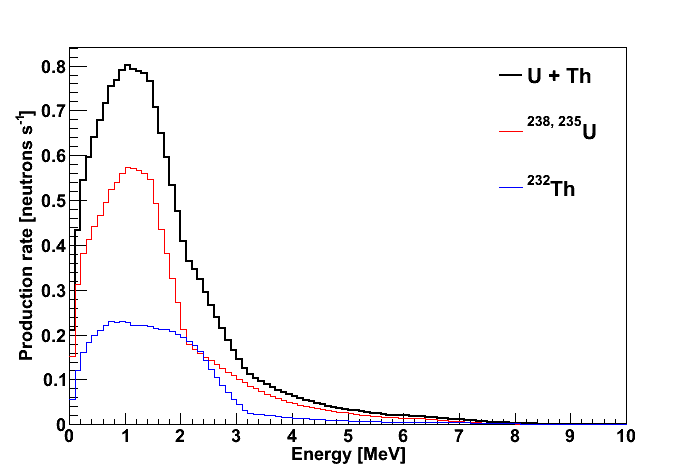 Production rate [neutrons s⁻¹]
0.8
0.7
0.6
0.5
0.4
0.3
0.2
0.1
0
U + Th
²³⁸, ²³⁵U
²³²Th
0 1 2 3 4 5 6 7 8 9 10
Energy [MeV]